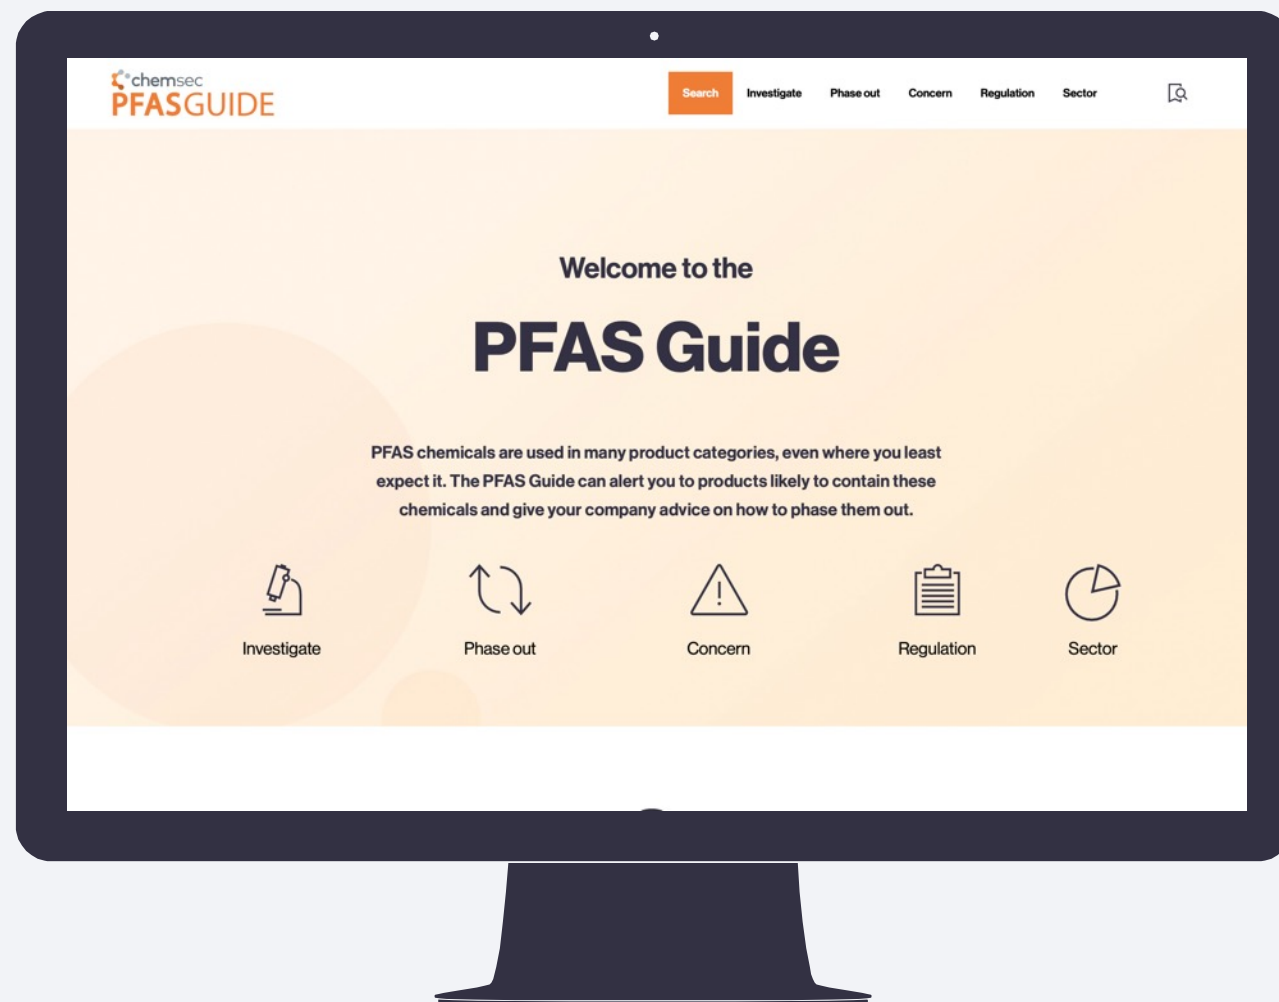 chemsec
PFASGUIDE
Search Investigate Phase out Concern Regulation Sector
Welcome to the
PFAS Guide
PFAS chemicals are used in many product categories, even where you least
expect it. The PFAS Guide can alert you to products likely to contain these
chemicals and give your company advice on how to phase them out.
Investigate Phase out Concern Regulation Sector